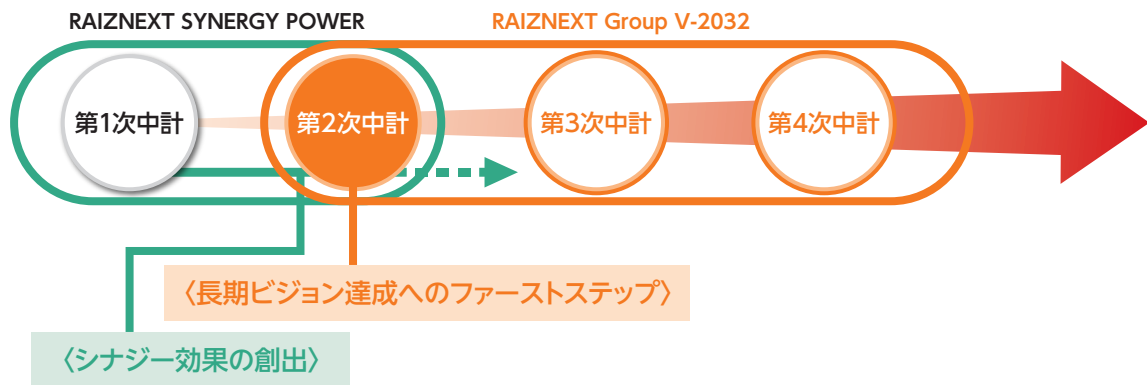 RAIZNEXT SYNERGY POWER
RAIZNEXT Group V-2032
第1次中計
第2次中計
第3次中計
第4次中計
〈長期ビジョン達成へのファーストステップ〉
〈シナジー効果の創出〉